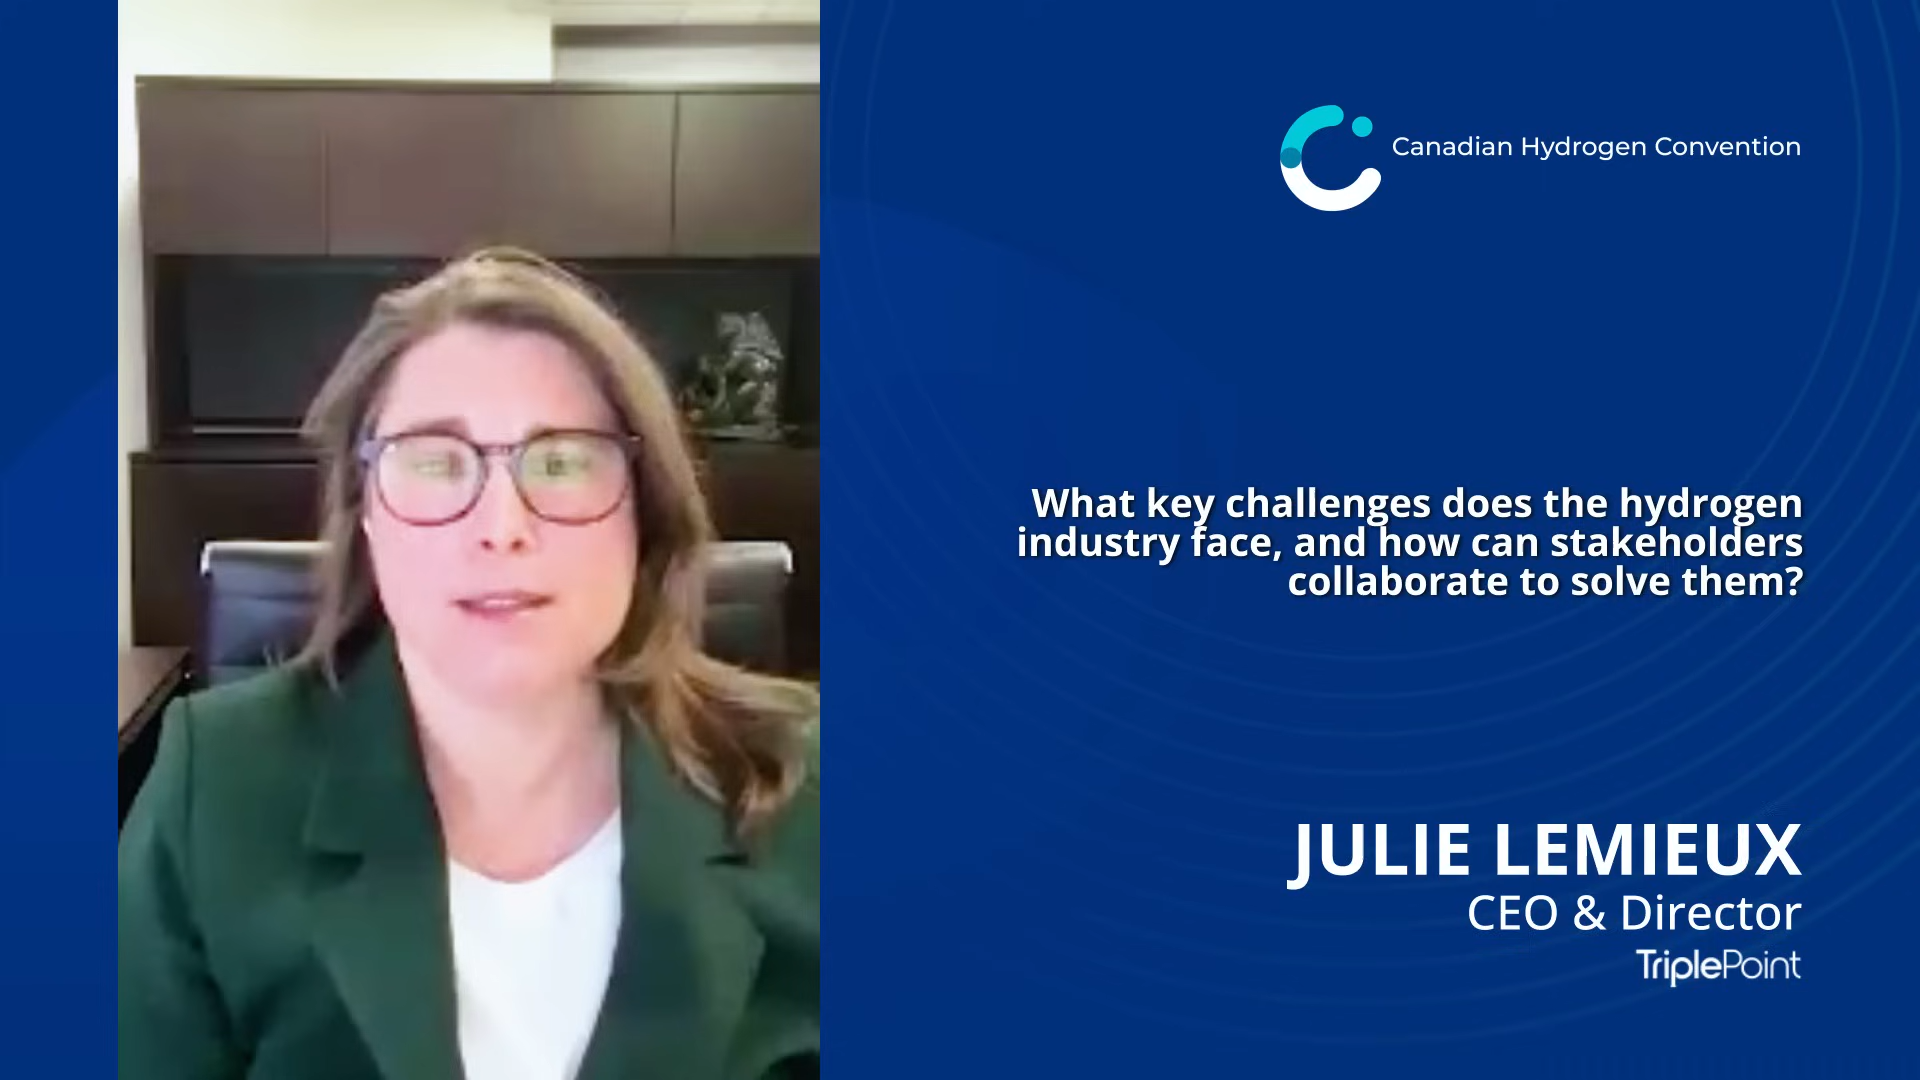 Canadian Hydrogen Convention
What key challenges does the hydrogen
industry face, and how can stakeholders
collaborate to solve them?
JULIE LEMIEUX
CEO & Director
TriplePoint